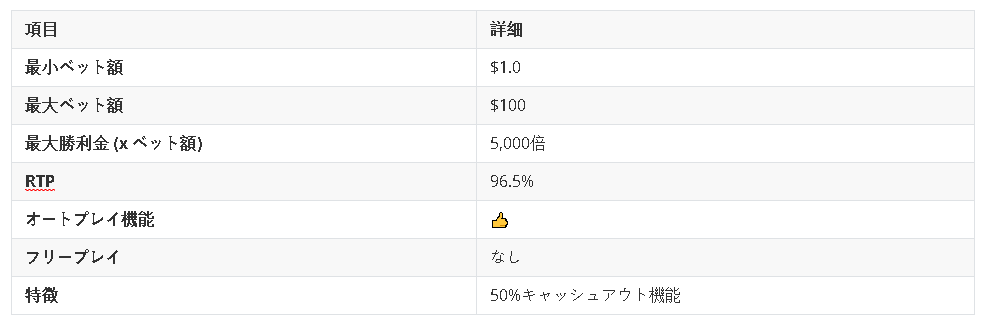 項目 詳細
最小ベット額 $1.0
最大ベット額 $100
最大勝利金 (x ベット額) 5,000倍
RTP 96.5%
オートプレイ機能 👍
フリープレイ なし
特徴 50%キャッシュアウト機能